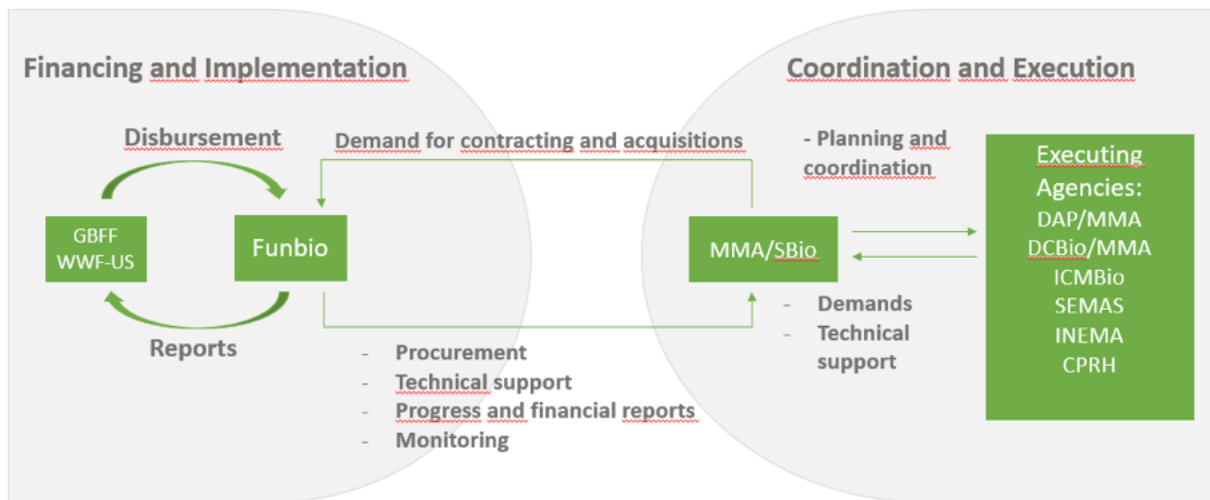 Financing and Implementation
Coordination and Execution
Disbursement
Demand for contracting and acquisitions
- Planning and
coordination
GBFF
WWF-US
Funbio
MMA/SBio
Executing
Agencies:
DAP/MMA
DCBio/MMA
ICMBio
SEMAS
INEMA
CPRH
Reports
- Procurement
- Technical support
- Progress and financial reports
- Monitoring
- Demands
- Technical
support